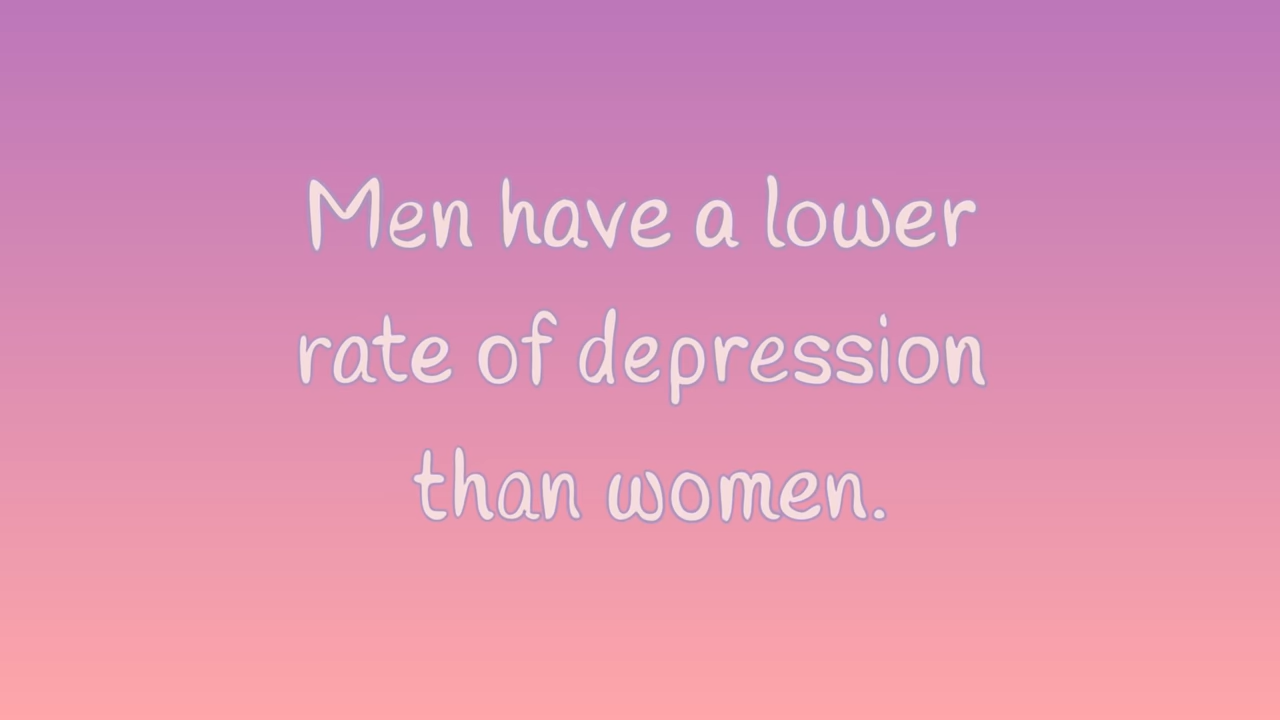 Men have a lower
rate of depression
than women.